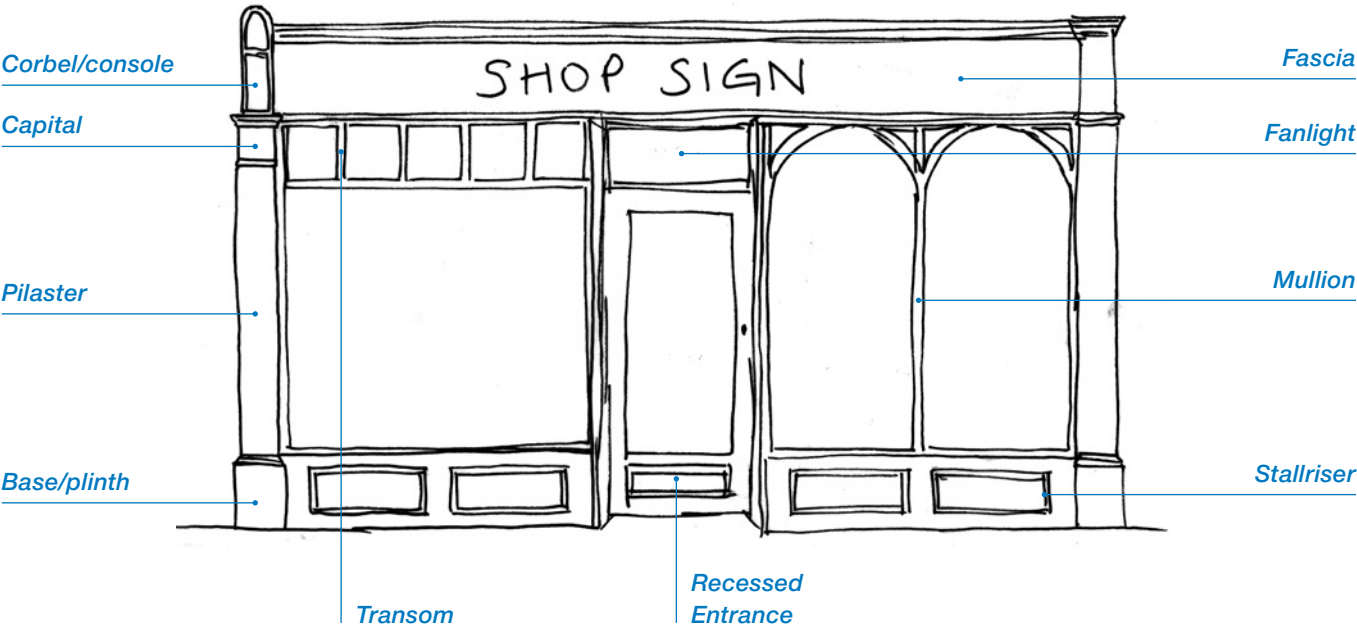 SHOP SIGN
Corbel/console
Fascia
Capital
Fanlight
Pilaster
Mullion
Base/plinth
Stallriser
Transom
Recessed
Entrance